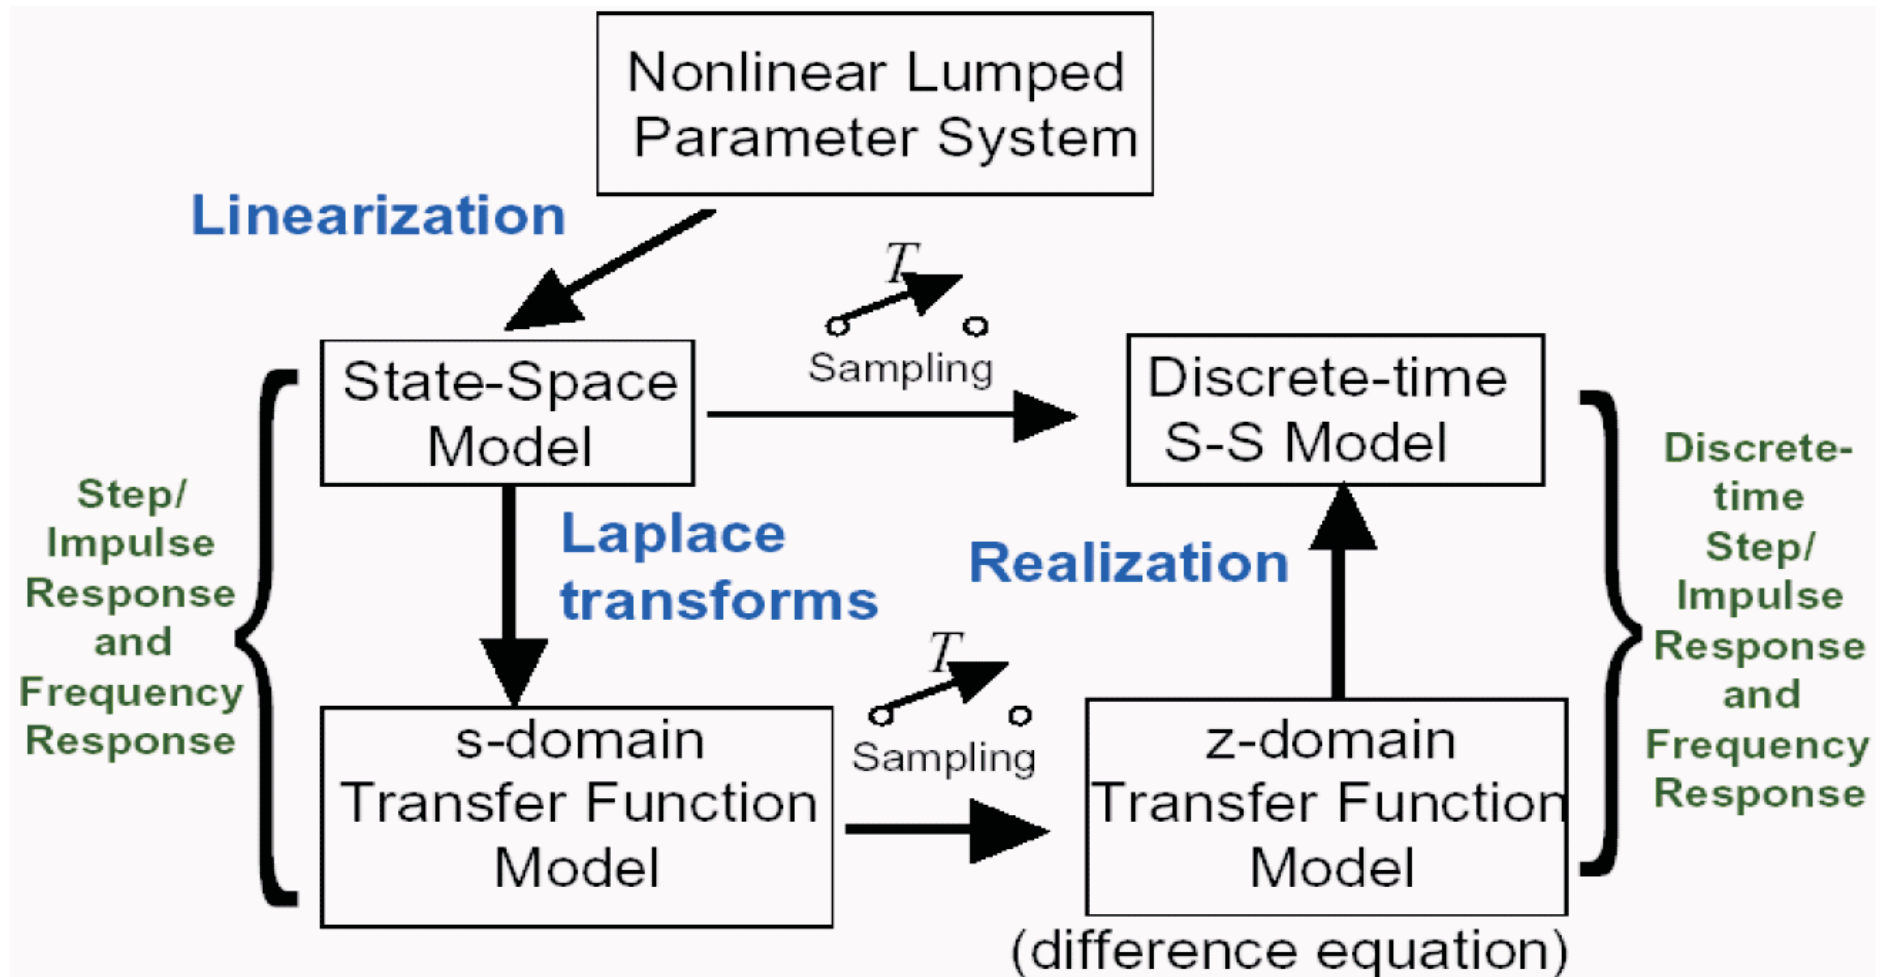 Nonlinear Lumped
Parameter System
Linearization
T
Sampling
State-Space
Model
Discrete-time
S-S Model
Step/
Impulse
Response
and
Frequency
Response
Laplace
transforms
Realization
Discrete-
time
Step/
Impulse
Response
and
Frequency
Response
T
Sampling
s-domain
Transfer Function
Model
z-domain
Transfer Function
Model
(difference equation)